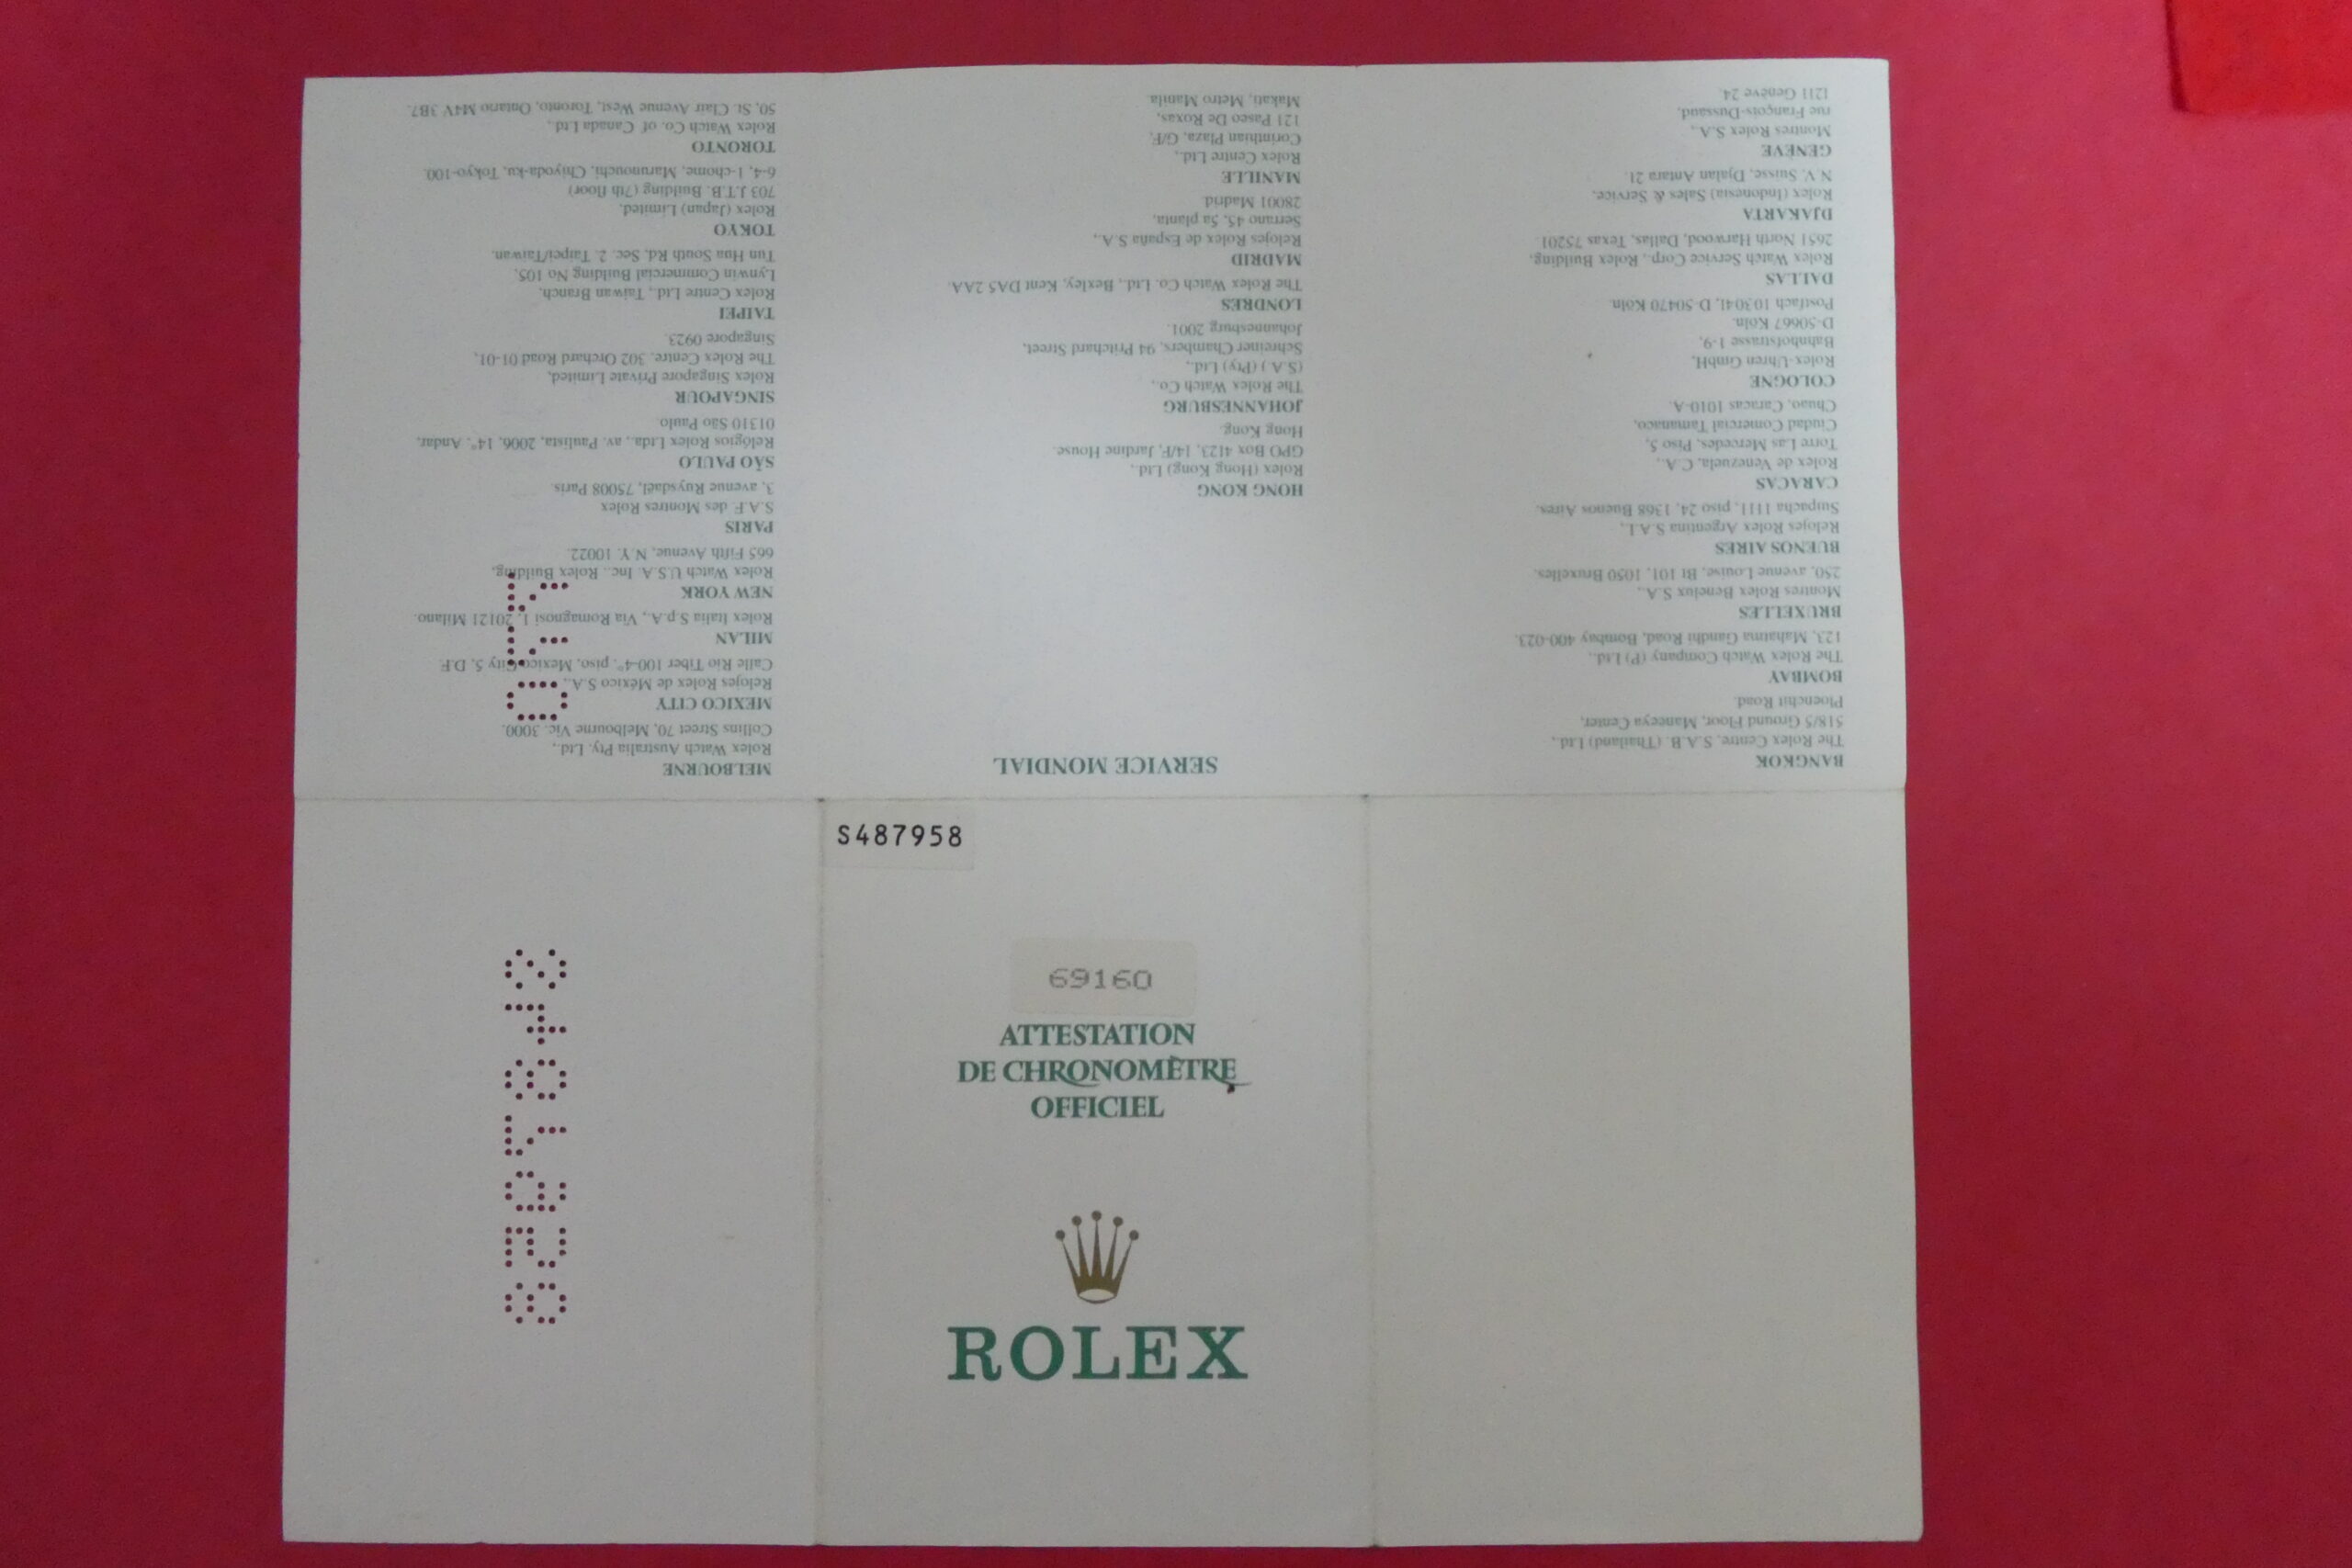 BANGKOK
The Rolex Centre, S.A.B. (Thailand) Ltd.,
518/5 Ground Floor, Maneeya Center,
Ploenchit Road.
BOMBAY
The Rolex Watch Company (P) Ltd.,
123, Mahatma Gandhi Road, Bombay 400-023.
BRUXELLES
Montres Rolex Benelux S.A.,
250, avenue Louise, Bt 101, 1050 Bruxelles.
BUENOS AIRES
Relojes Rolex Argentina S.A.I.,
Suipacha 1111, piso 24, 1368 Buenos Aires.
CARACAS
Rolex de Venezuela, C.A.,
Torre Las Mercedes, Piso 5,
Ciudad Comercial Tamanaco,
Chuao, Caracas 1010-A.
COLOGNE
Rolex-Uhren GmbH,
Bahnhofstrasse 1-9,
D-50667 Köln.
Postfach 103041, D-50470 Köln.
DALLAS
Rolex Watch Service Corp., Rolex Building,
2651 North Harwood, Dallas, Texas 75201.
DJAKARTA
Rolex (Indonesia) Sales & Service,
N.V. Suisse, Djalan Antara 21.
GENÈVE
Montres Rolex S.A.,
rue François-Dussaud,
1211 Genève 24.
SERVICE MONDIAL
HONG KONG
Rolex (Hong Kong) Ltd.,
GPO Box 4123, 14/F, Jardine House.
Hong Kong.
JOHANNESBURG
The Rolex Watch Co.,
(S.A.) (Pty) Ltd.,
Schreiner Chambers, 94 Pritchard Street,
Johannesburg 2001.
LONDRES
The Rolex Watch Co. Ltd., Bexley, Kent DA5 2AA.
MADRID
Relojes Rolex de España S.A.,
Serrano 45, 5a planta,
28001 Madrid.
MANILLE
Rolex Centre Ltd.,
Corinthian Plaza, G/F,
121 Paseo De Roxas,
Makati, Metro Manila.
MELBOURNE
Rolex Watch Australia Pty. Ltd.,
Collins Street 70, Melbourne Vic. 3000.
MEXICO CITY
Relojes Rolex de México S.A.,
Calle Rio Tiber 100-4°, piso, Mexico City 5, D.F.
MILAN
Rolex Italia S.p.A., Via Romagnosi 1, 20121 Milano.
NEW YORK
Rolex Watch U.S.A. Inc., Rolex Building,
665 Fifth Avenue, N.Y. 10022.
PARIS
S.A.F. des Montres Rolex
3, avenue Ruysdaël, 75008 Paris.
SÃO PAULO
Relógios Rolex Ltda., av. Paulista, 2006, 14°, Andar,
01310 São Paulo.
SINGAPOUR
Rolex Singapore Private Limited,
The Rolex Centre, 302 Orchard Road 01-01,
Singapore 0923.
TAIPEI
Rolex Centre Ltd., Taiwan Branch,
Lynwin Commercial Building No 105,
Tun Hua South Rd. Sec. 2. Taipei/Taiwan.
TOKYO
Rolex (Japan) Limited,
703 J.T.B. Building (7th floor)
6-4, 1-chome, Marunouchi, Chiyoda-ku, Tokyo-100.
TORONTO
Rolex Watch Co. of Canada Ltd.,
50, St. Clair Avenue West, Toronto, Ontario M4V 3B7.
S487958
S487958
69160
ATTESTATION
DE CHRONOMÈTRE
OFFICIEL
ROLEX